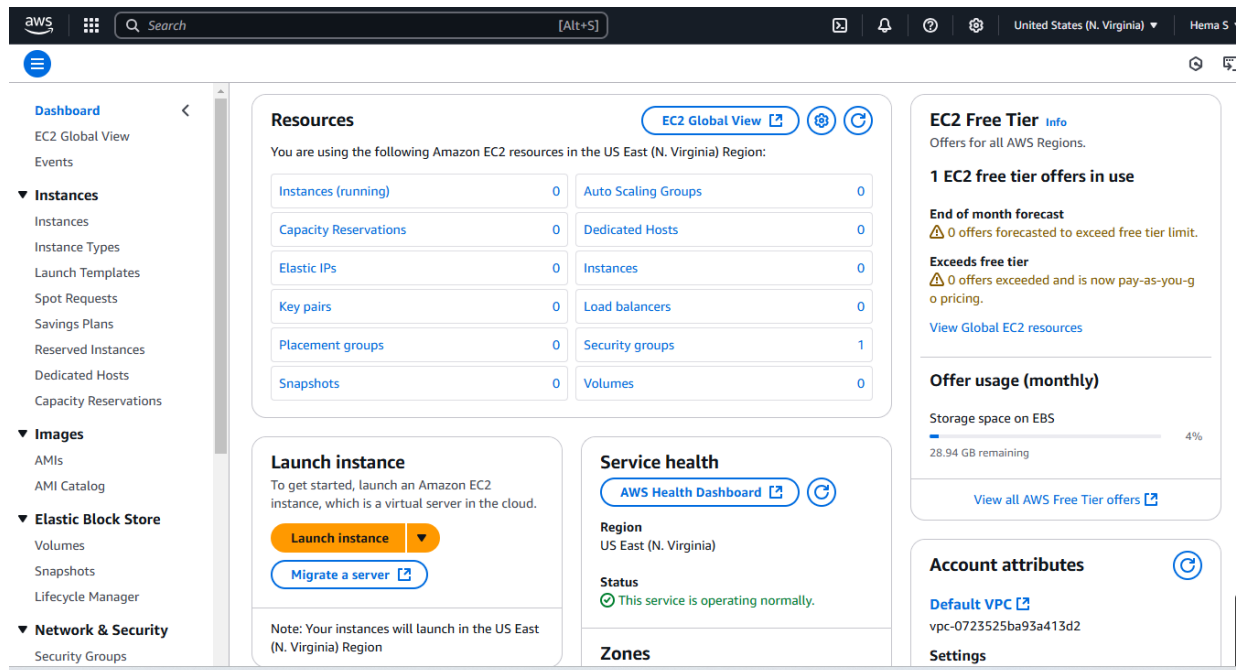 aws
Search [Alt+S]
United States (N. Virginia) Hema S
Dashboard
EC2 Global View
Events
Instances
Instances
Instance Types
Launch Templates
Spot Requests
Savings Plans
Reserved Instances
Dedicated Hosts
Capacity Reservations
Images
AMIs
AMI Catalog
Elastic Block Store
Volumes
Snapshots
Lifecycle Manager
Network & Security
Security Groups
Resources
EC2 Global View
You are using the following Amazon EC2 resources in the US East (N. Virginia) Region:
Instances (running) 0 Auto Scaling Groups 0
Capacity Reservations 0 Dedicated Hosts 0
Elastic IPs 0 Instances 0
Key pairs 0 Load balancers 0
Placement groups 0 Security groups 1
Snapshots 0 Volumes 0
Launch instance
To get started, launch an Amazon EC2
instance, which is a virtual server in the cloud.
Launch instance
Migrate a server
Note: Your instances will launch in the US East
(N. Virginia) Region
Service health
AWS Health Dashboard
Region
US East (N. Virginia)
Status
This service is operating normally.
Zones
EC2 Free Tier Info
Offers for all AWS Regions.
1 EC2 free tier offers in use
End of month forecast
0 offers forecasted to exceed free tier limit.
Exceeds free tier
0 offers exceeded and is now pay-as-you-g
o pricing.
View Global EC2 resources
Offer usage (monthly)
Storage space on EBS
4%
28.94 GB remaining
View all AWS Free Tier offers
Account attributes
Default VPC
vpc-0723525ba93a413d2
Settings